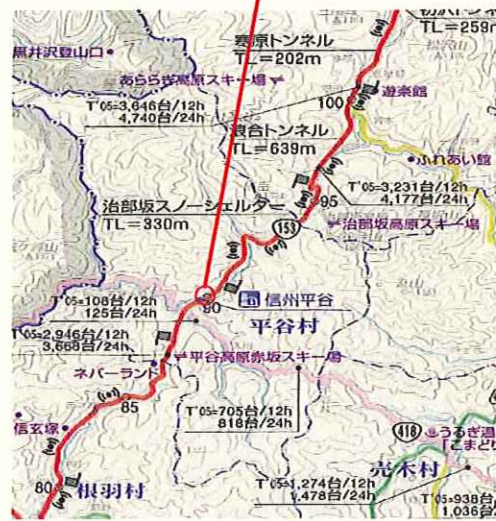 TL=259m
寒原トンネル
TL=202m
黒井沢登山口
あららぎ高原スキー場
T'05=3,646台/12h
4,740台/24h
100
遊楽館
浪合トンネル
TL=639m
ふれあい館
T'05=3,231台/12h
4,177台/24h
95
治部坂スノーシェルター
TL=330m
治部坂高原スキー場
153
T'05=108台/12h
125台/24h
90
信州平谷
平谷村
T'05=2,946台/12h
3,668台/24h
平谷高原赤坂スキー場
ネバーランド
85
T'05=705台/12h
818台/24h
信玄塚
418
うるぎ温
「こまどり
売木村
80
根羽村
T'05=1,274台/12h
1,478台/24h
T'05=938台/
1,036台/